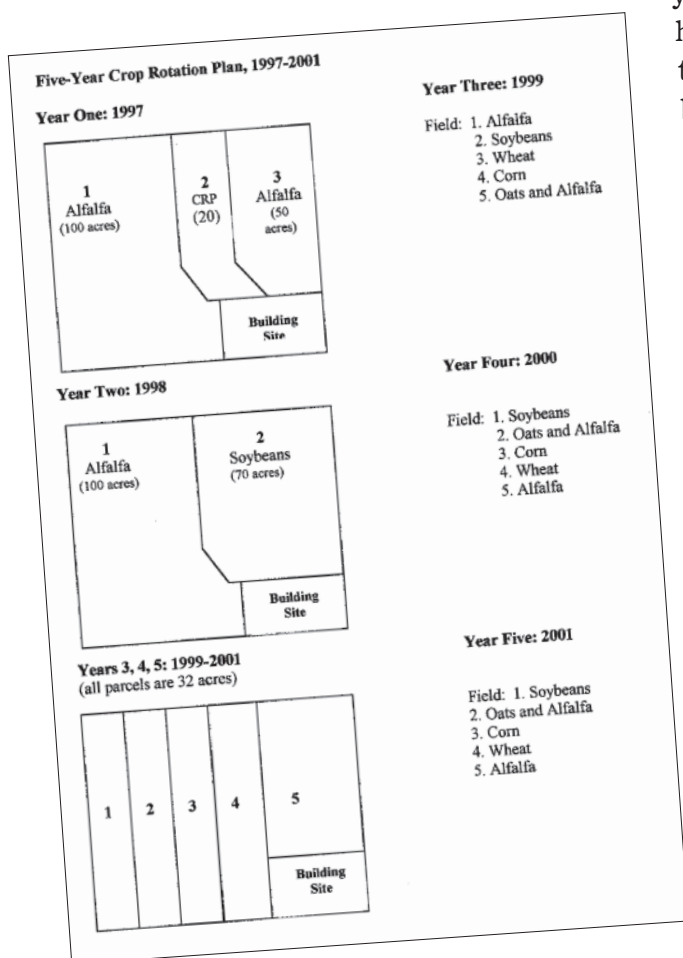 Five-Year Crop Rotation Plan, 1997-2001
Year One: 1997
1
Alfalfa
(100 acres)
2
CRP
(20)
3
Alfalfa
(50
acres)
Building
Site
Year Two: 1998
1
Alfalfa
(100 acres)
2
Soybeans
(70 acres)
Building
Site
Years 3, 4, 5: 1999-2001
(all parcels are 32 acres)
1
2
3
4
5
Building
Site
Year Three: 1999
Field: 1. Alfalfa
2. Soybeans
3. Wheat
4. Corn
5. Oats and Alfalfa
Year Four: 2000
Field: 1. Soybeans
2. Oats and Alfalfa
3. Corn
4. Wheat
5. Alfalfa
Year Five: 2001
Field: 1. Soybeans
2. Oats and Alfalfa
3. Corn
4. Wheat
5. Alfalfa